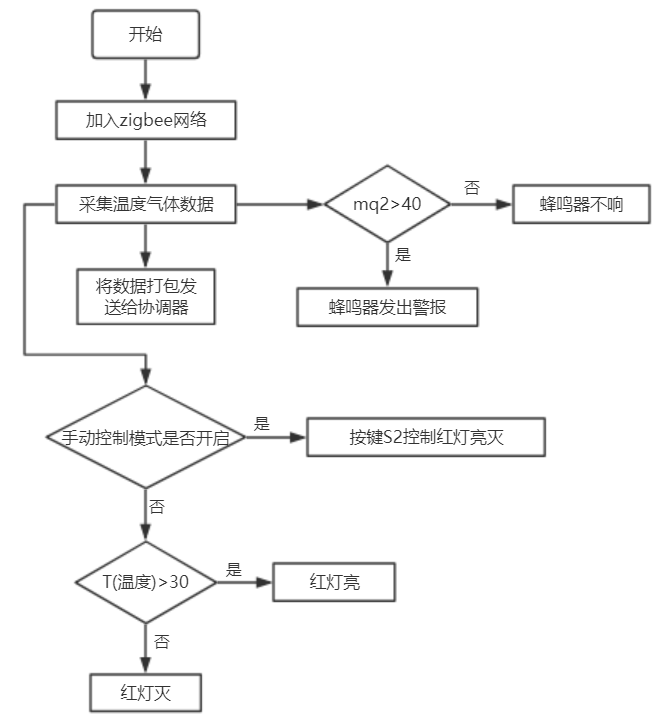 开始
加入zigbee网络
采集温度气体数据
mq2>40
否
蜂鸣器不响
是
将数据打包发
送给协调器
蜂鸣器发出警报
手动控制模式是否开启
是
按键S2控制红灯亮灭
否
T(温度)>30
是
红灯亮
否
红灯灭